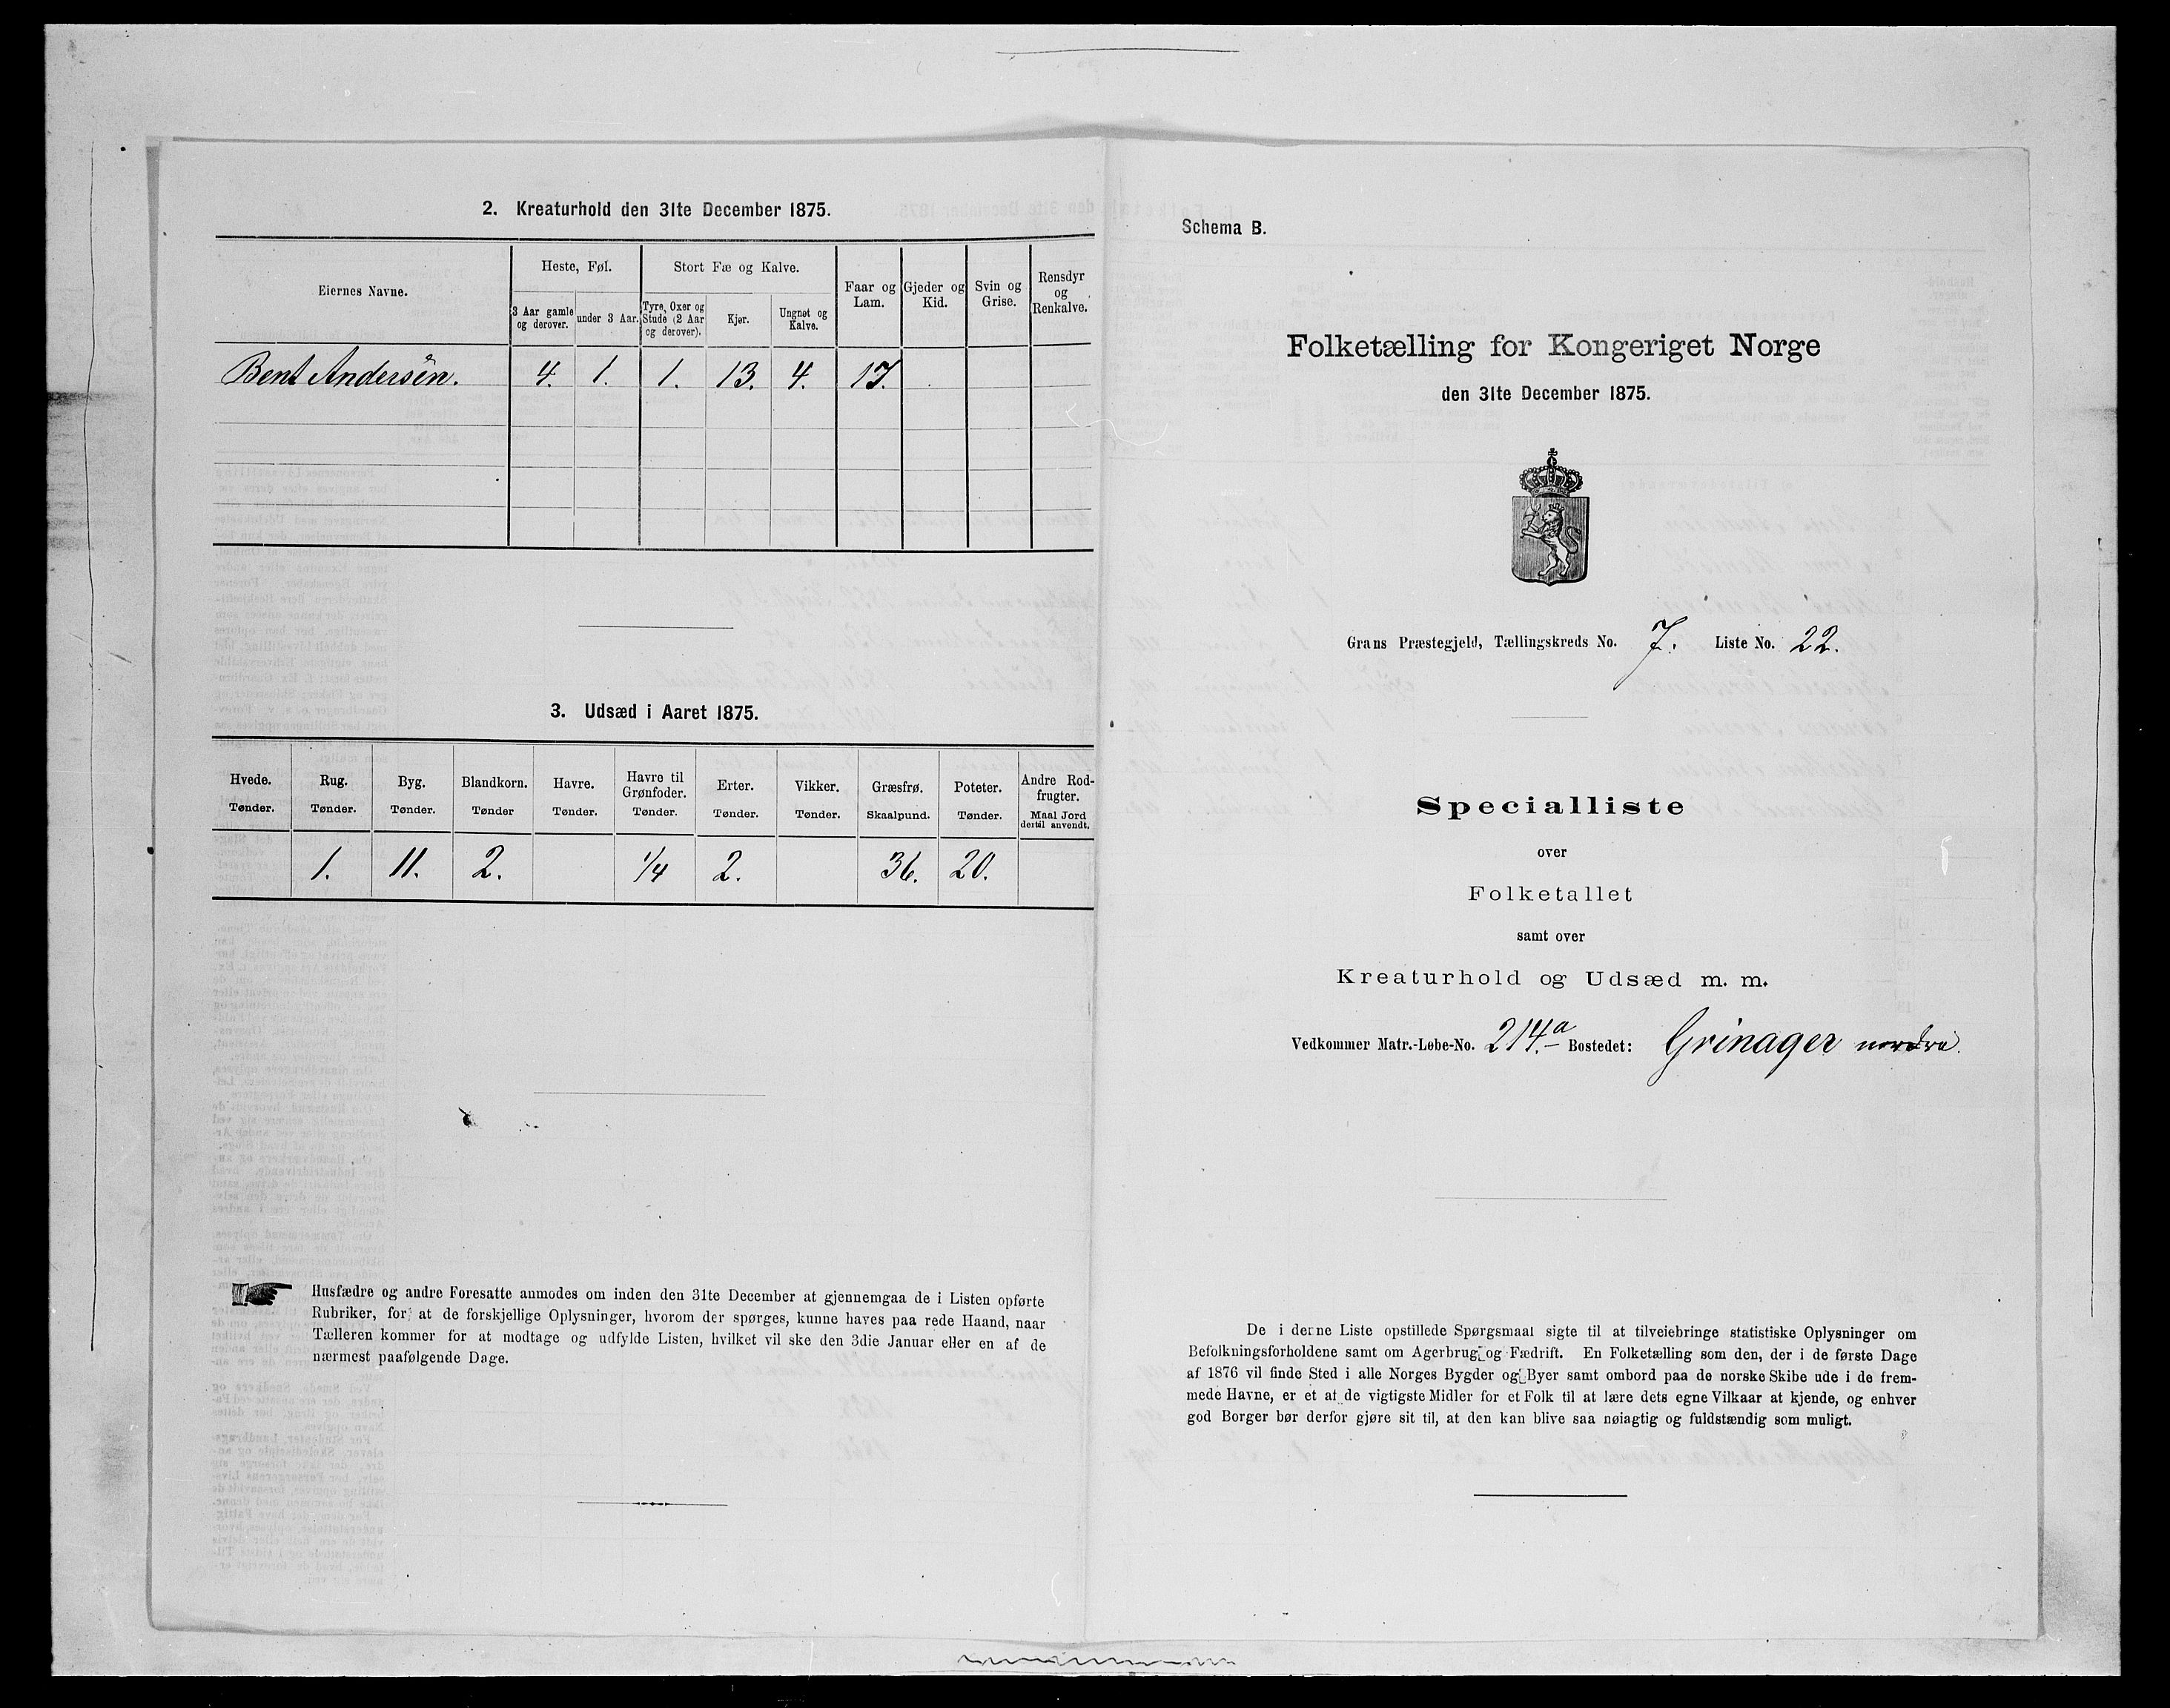 2. Kreaturhold den 31te December 1875.
Eiernes Navne.
Heste, Føl.
Stort Fæ og Kalve.
3 Aar gamle og derover.
under 3 Aar.
Tyre, Oxer og Stude (2 Aar og derover).
Kjør.
Ungnøt og Kalve.
Faar og Lam.
Gjeder og Kid.
Svin og Grise.
Rensdyr og Renkalve.
Bent Andersen. 4. 1. 1. 13. 4. 17.
3. Udsæd i Aaret 1875.
Hvede. Rug. Byg. Blandkorn. Havre. Havre til Grønfoder. Erter. Vikker. Græsfrø. Poteter. Andre Rodfrugter.
Tønder. Tønder. Tønder. Tønder Tønder. Tønder. Tønder. Tønder. Skaalpund. Tønder. Maal Jord dertil anvendt.
1. 11. 2. 1/4 2. 36. 20.
Husfædre og andre Foresatte anmodes om inden den 31te December at gjennemgaa de i Listen opførte
Rubriker, for at de forskjellige Oplysninger, hvorom der spørges, kunne haves paa rede Haand, naar
Tælleren kommer for at modtage og udfylde Listen, hvilket vil ske den 3die Januar eller en af de
nærmest paafølgende Dage.
Schema B.
Folketælling for Kongeriget Norge
den 31te December 1875.
Grans Præstegjeld, Tællingskreds No. 7. Liste No. 22.
Specialliste
over
Folketallet
samt over
Kreaturhold og Udsæd m. m.
Vedkommer Matr.-Løbe-No. 214.a Bostedet: Grinager nordre.
De i denne Liste opstillede Spørgsmaal sigte til at tilveiebringe statistiske Oplysninger om
Befolkningsforholdene samt om Agerbrug og Fædrift. En Folketælling som den, der i de første Dage
af 1876 vil finde Sted i alle Norges Bygder og Byer samt ombord paa de norske Skibe ude i de frem-
mede Havne, er et af de vigtigste Midler for et Folk til at lære dets egne Vilkaar at kjende, og enhver
god Borger bør derfor gjøre sit til, at den kan blive saa nøiagtig og fuldstændig som muligt.